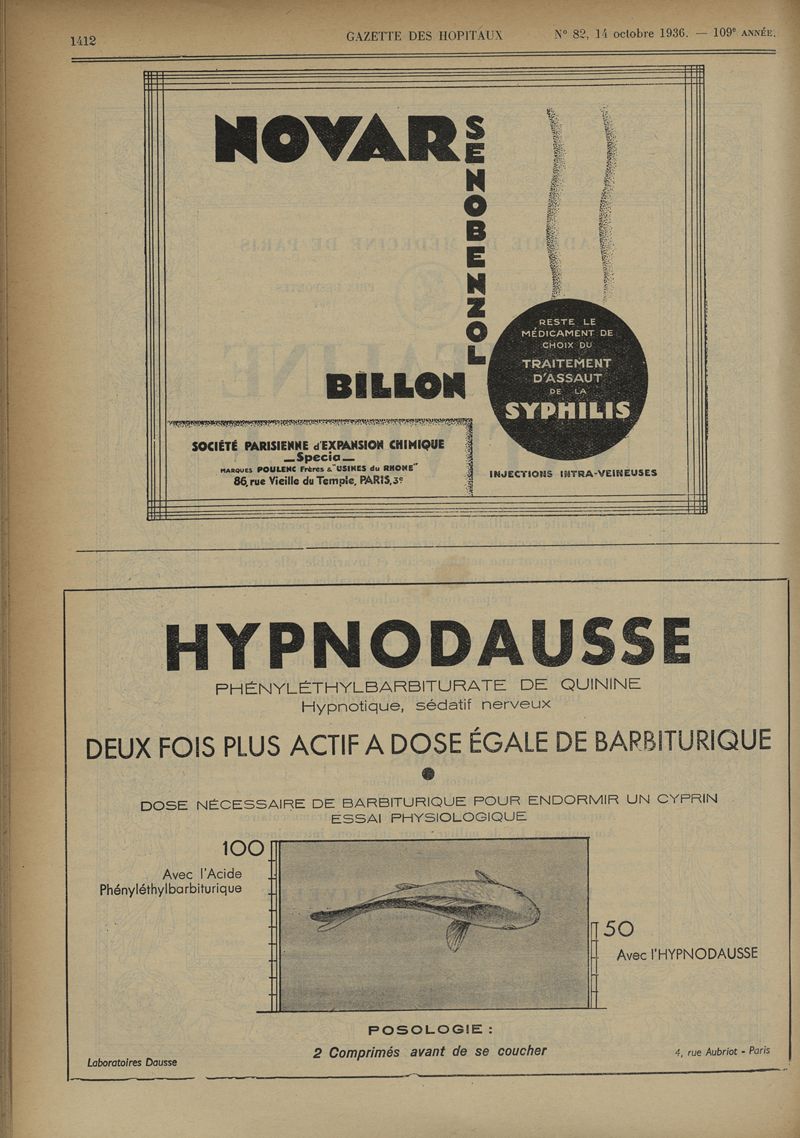 1412
GAZETTE DES HOPITAUX
N° 82, 14 octobre 1936. — 109e ANNÉE.
NOVARSENOBENZOL
BILLON
RESTE LE
MÉDICAMENT DE
CHOIX DU
TRAITEMENT
D'ASSAUT
DE LA
SYPHILIS
INJECTIONS INTRA-VEINEUSES
SOCIÉTÉ PARISIENNE d'EXPANSION CHIMIQUE
_Specia_
MARQUES POULENC Frères & "USINES du RHONE"
86, rue Vieille du Temple, PARIS, 3e
HYPNODAUSSE
PHÉNYLÉTHYLBARBITURATE DE QUININE
Hypnotique, sédatif nerveux
DEUX FOIS PLUS ACTIF A DOSE ÉGALE DE BARBITURIQUE
DOSE NÉCESSAIRE DE BARBITURIQUE POUR ENDORMIR UN CYPRIN
ESSAI PHYSIOLOGIQUE
100
Avec l'Acide
Phényléthylbarbiturique
50
Avec l'HYPNODAUSSE
POSOLOGIE :
2 Comprimés avant de se coucher
Laboratoires Dausse
4, rue Aubriot - Paris